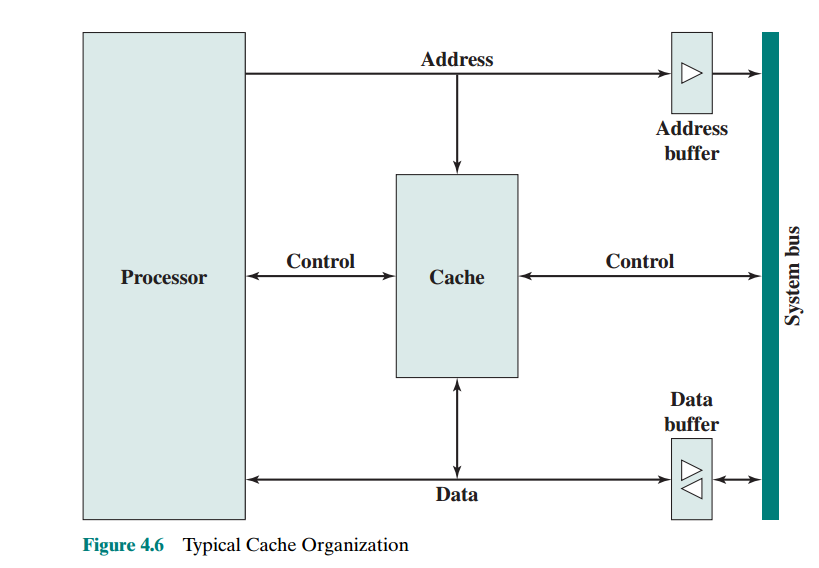 Address
Address
buffer
Control
Control
Processor
Cache
System bus
Data
buffer
Data
Figure 4.6 Typical Cache Organization